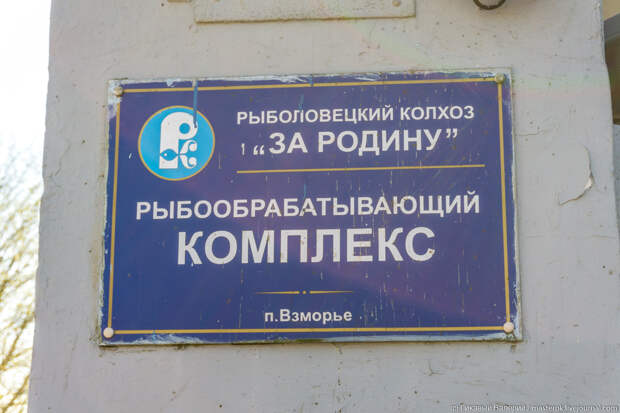 РЫБОЛОВЕЦКИЙ КОЛХОЗ
„ЗА РОДИНУ”
РЫБООБРАБАТЫВАЮЩИЙ
КОМПЛЕКС
п.Взморье